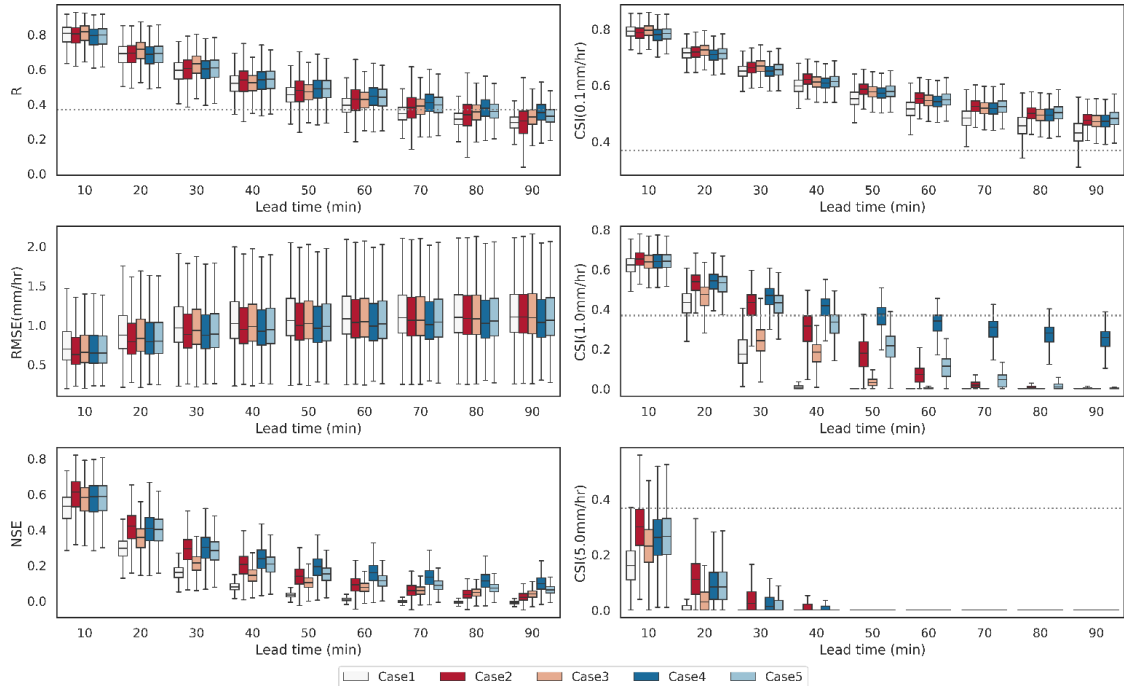 R
0.8
0.6
0.4
0.2
0.0
10 20 30 40 50 60 70 80 90
Lead time (min)
CSI(0.1mm/hr)
0.8
0.6
0.4
10 20 30 40 50 60 70 80 90
Lead time (min)
RMSE(mm/hr)
2.0
1.5
1.0
0.5
10 20 30 40 50 60 70 80 90
Lead time (min)
CSI(1.0mm/hr)
0.8
0.6
0.4
0.2
0.0
10 20 30 40 50 60 70 80 90
Lead time (min)
NSE
0.8
0.6
0.4
0.2
0.0
10 20 30 40 50 60 70 80 90
Lead time (min)
CSI(5.0mm/hr)
0.4
0.2
0.0
10 20 30 40 50 60 70 80 90
Lead time (min)
Case1 Case2 Case3 Case4 Case5